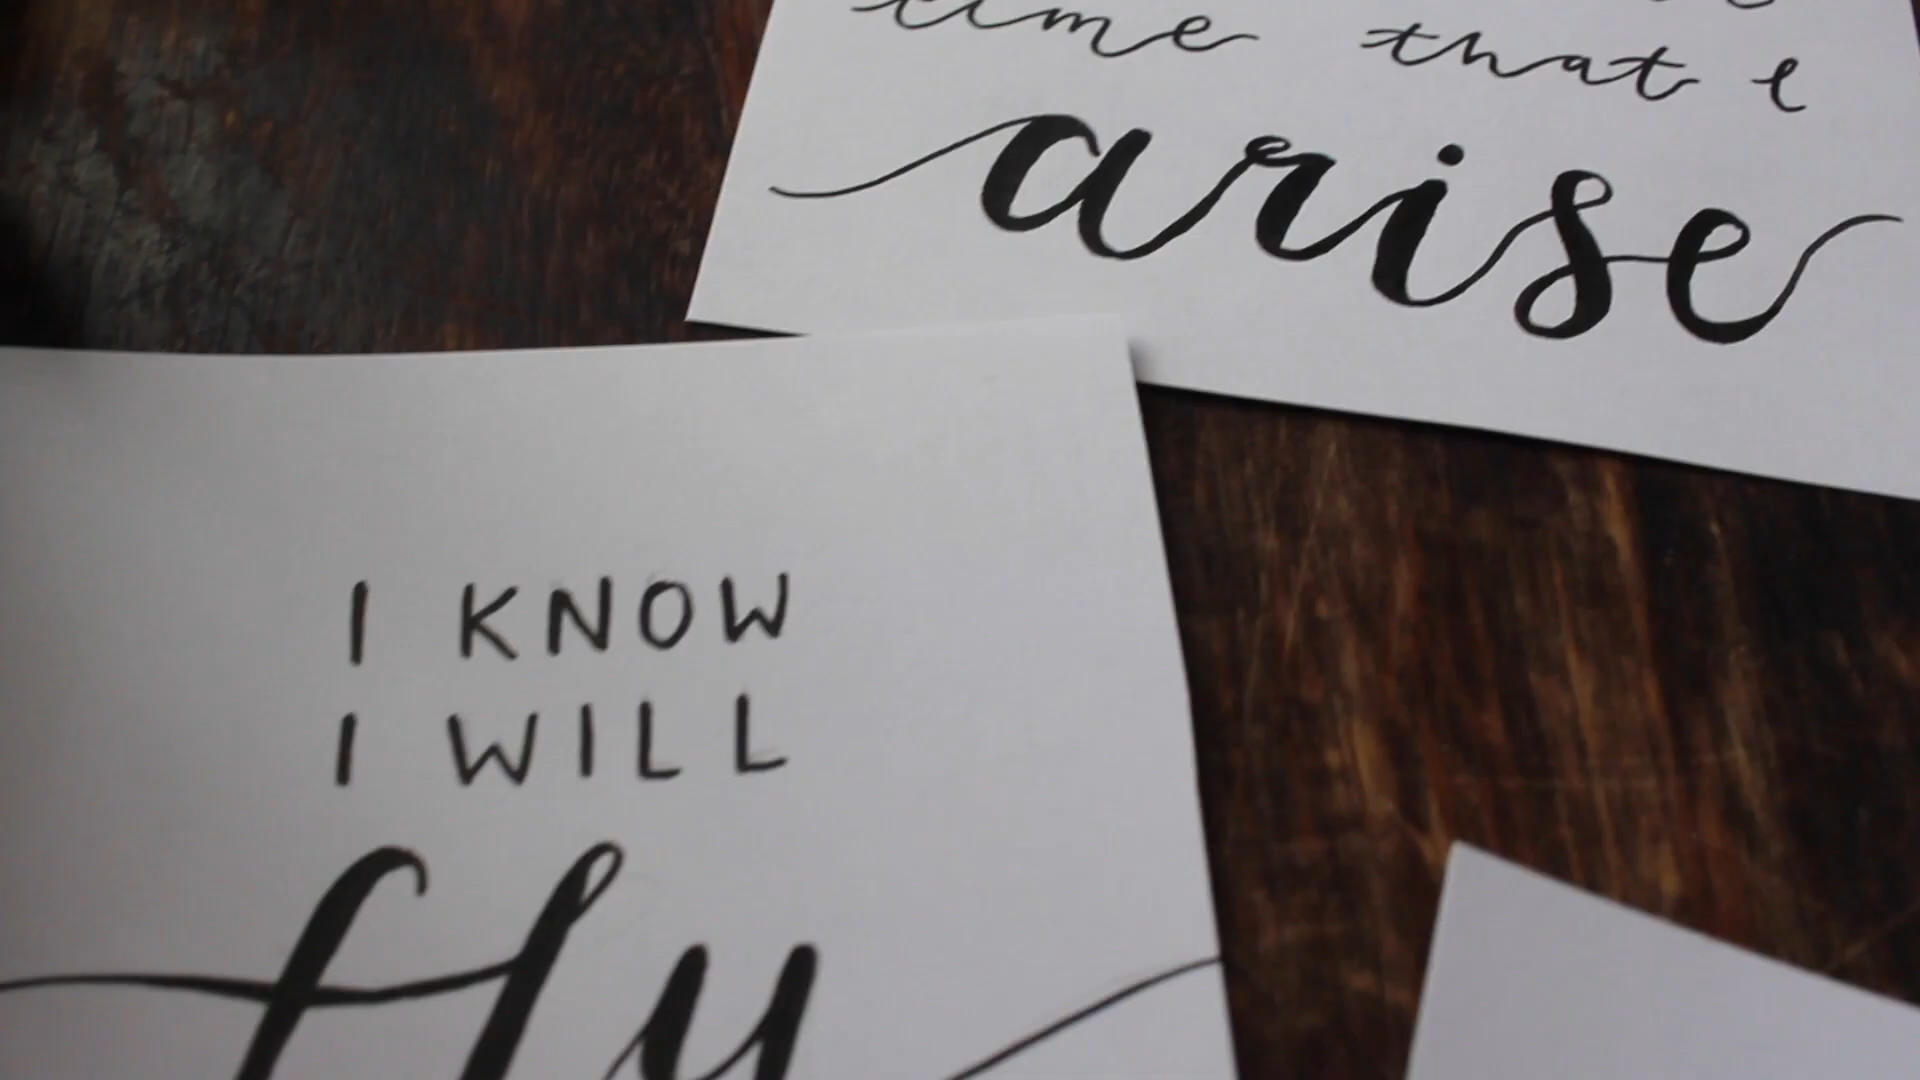 time that I
arise
I KNOW
I WILL
fly